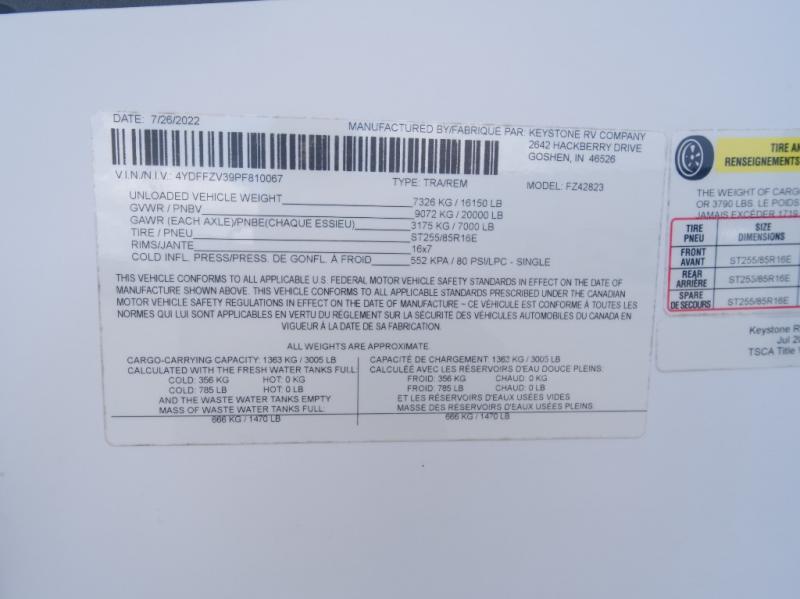 DATE: 7/26/2022
MANUFACTURED BY/FABRIQUE PAR: KEYSTONE RV COMPANY
2642 HACKBERRY DRIVE
GOSHEN, IN 46526
V.I.N./N.I.V.: 4YDFFZV39PF810067
TYPE: TRA/REM
MODEL: FZ42823
UNLOADED VEHICLE WEIGHT 7326 KG / 16150 LB
GVWR / PNBV 9072 KG / 20000 LB
GAWR (EACH AXLE)/PNBE(CHAQUE ESSIEU) 3175 KG / 7000 LB
TIRE / PNEU ST255/85R16E
RIMS/JANTE 16x7
COLD INFL. PRESS/PRESS. DE GONFL. À FROID 552 KPA / 80 PSI/LPC - SINGLE
THIS VEHICLE CONFORMS TO ALL APPLICABLE U.S. FEDERAL MOTOR VEHICLE SAFETY STANDARDS IN EFFECT ON THE DATE OF
MANUFACTURE SHOWN ABOVE. THIS VEHICLE CONFORMS TO ALL APPLICABLE STANDARDS PRESCRIBED UNDER THE CANADIAN
MOTOR VEHICLE SAFETY REGULATIONS IN EFFECT ON THE DATE OF MANUFACTURE ~ CE VÉHICULE EST CONFORME À TOUTES LES
NORMES QUI LUI SONT APPLICABLES EN VERTU DU RÈGLEMENT SUR LA SÉCURITÉ DES VÉHICULES AUTOMOBILES DU CANADA EN
VIGUEUR À LA DATE DE SA FABRICATION.
ALL WEIGHTS ARE APPROXIMATE.
CARGO-CARRYING CAPACITY: 1363 KG / 3005 LB
CALCULATED WITH THE FRESH WATER TANKS FULL:
COLD: 356 KG HOT: 0 KG
COLD: 785 LB HOT: 0 LB
AND THE WASTE WATER TANKS EMPTY
MASS OF WASTE WATER TANKS FULL:
666 KG / 1470 LB
CAPACITÉ DE CHARGEMENT: 1363 KG / 3005 LB
CALCULÉE AVEC LES RÉSERVOIRS D'EAU DOUCE PLEINS:
FROID: 356 KG CHAUD: 0 KG
FROID: 785 LB CHAUD: 0 LB
ET LES RÉSERVOIRS D'EAUX USÉES VIDES
MASSE DES RÉSERVOIRS D'EAUX USÉES PLEINS:
666 KG / 1470 LB
TIRE AN
RENSEIGNEMENTS
THE WEIGHT OF CARGO
OR 3790 LBS. LE POIDS
JAMAIS EXCÉDER 1719
TIRE SIZE
PNEU DIMENSIONS
FRONT
AVANT ST255/85R16E
REAR
ARRIÈRE ST255/85R16E
SPARE
DE SECOURS ST255/85R16E
Keystone R
Jul 20
TSCA Title